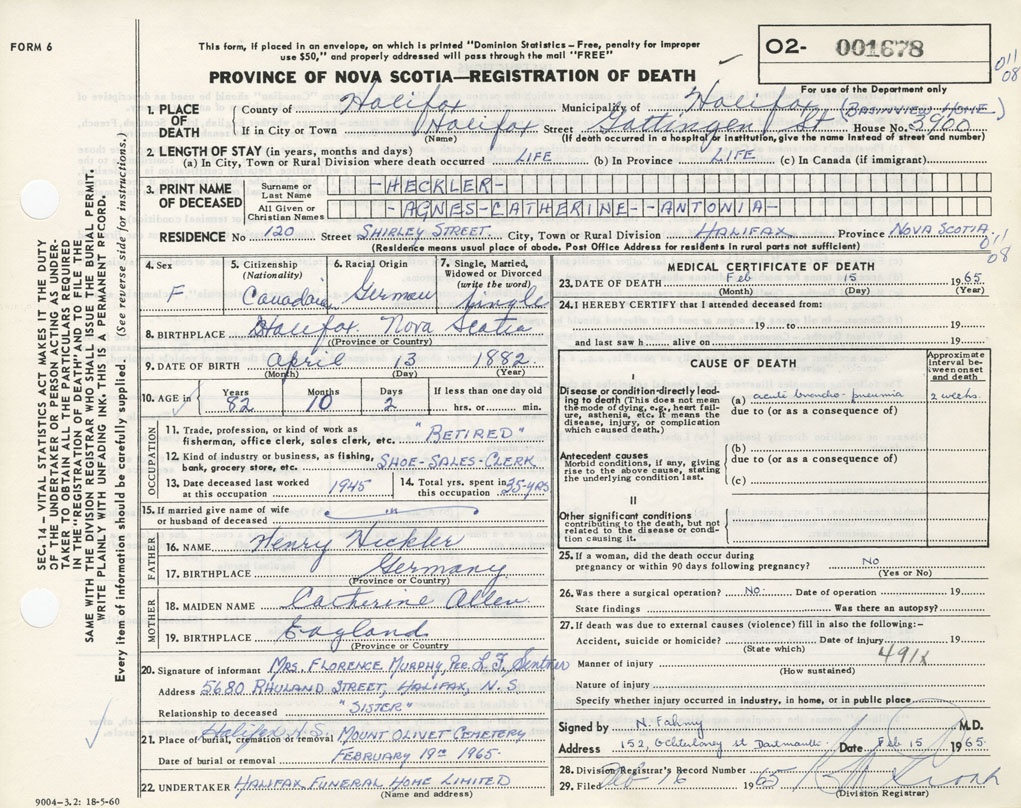 FORM 6
This form, if placed in an envelope, on which is printed "Dominion Statistics – Free, penalty for improper
use $50," and properly addressed will pass through the mail "FREE"
PROVINCE OF NOVA SCOTIA—REGISTRATION OF DEATH
O2- 001678
For use of the Department only
011
08
1. PLACE OF DEATH
County of Halifax Municipality of Halifax (BASINVIEW HOME)
If in City or Town Halifax Street Gottingen St House No. 3900
(Name) (If death occurred in a hospital or institution, give the name instead of street and number)
2. LENGTH OF STAY (in years, months and days)
(a) In City, Town or Rural Division where death occurred LIFE (b) In Province LIFE (c) In Canada (if immigrant)
3. PRINT NAME OF DECEASED
Surname or Last Name -HECKLER-
All Given or Christian Names -AGNES-CATHERINE--ANTONIA-
RESIDENCE No 120 Street SHIRLEY STREET. City, Town or Rural Division HALIFAX Province NOVA SCOTIA.
(Residence means usual place of abode. Post Office Address for residents in rural parts not sufficient)
011
08
4. Sex F.
5. Citizenship (Nationality) Canadian
6. Racial Origin German
7. Single, Married, Widowed or Divorced (write the word) Single
8. BIRTHPLACE Halifax. Nova Scotia
(Province or Country)
9. DATE OF BIRTH April 13 1882.
(Month) (Day) (Year)
10. AGE in Years 82 Months 10 Days 2 If less than one day old
hrs. or min.
OCCUPATION
11. Trade, profession, or kind of work as
fisherman, office clerk, sales clerk, etc. "RETIRED"
12. Kind of industry or business, as fishing,
bank, grocery store, etc. SHOE-SALES-CLERK
13. Date deceased last worked
at this occupation 1945
14. Total yrs. spent in
this occupation 25-YRS
15. If married give name of wife
or husband of deceased
FATHER
16. NAME Henry Heckler
17. BIRTHPLACE Germany.
(Province or Country)
MOTHER
18. MAIDEN NAME Catherine Allen.
19. BIRTHPLACE England
(Province or Country)
20. Signature of informant MRS. FLORENCE MURPHY, Per L. F.
Address 5680 RHULAND STREET, HALIFAX, N.S.
Relationship to deceased "SISTER"
21. Place of burial, cremation or removal Halifax N.S. MOUNT OLIVET CEMETERY
Date of burial or removal FEBRUARY 19TH 1965.
22. UNDERTAKER HALIFAX FUNERAL HOME LIMITED
(Name and address)
9004–3.2: 18-5-60
MEDICAL CERTIFICATE OF DEATH
23. DATE OF DEATH Feb 15 1965.
(Month) (Day) (Year)
24. I HEREBY CERTIFY that I attended deceased from:
19 to 19
and last saw h alive on 19
CAUSE OF DEATH
Approximate interval between onset and death
I
Disease or condition directly leading to death (This does not mean the mode of dying, e.g., heart failure, asthenia, etc. It means the disease, injury, or complication which caused death.)
(a) acute broncho-pneumonia 2 weeks.
due to (or as a consequence of)
Antecedent causes
Morbid conditions, if any, giving rise to the above cause, stating the underlying condition last.
(b)
due to (or as a consequence of)
(c)
II
Other significant conditions
contributing to the death, but not related to the disease or condition causing it.
25. If a woman, did the death occur during
pregnancy or within 90 days following pregnancy? NO
(Yes or No)
26. Was there a surgical operation? NO. Date of operation 19
State findings Was there an autopsy?
27. If death was due to external causes (violence) fill in also the following:–
Accident, suicide or homicide? Date of injury 19
(State which)
491X
Manner of injury
(How sustained)
Nature of injury
Specify whether injury occurred in industry, in home, or in public place
Signed by N. Fahmy M.D.
Address 152, Ochterloney st Dartmouth Date Feb 15 1965.
28. Division Registrar's Record Number
29. Filed Feb 16 1965
(Division Registrar)
SEC. 14 – VITAL STATISTICS ACT MAKES IT THE DUTY
OF THE UNDERTAKER OR PERSON ACTING AS UNDERTAKER TO OBTAIN ALL THE PARTICULARS REQUIRED
IN THE "REGISTRATION OF DEATH" AND TO FILE THE
SAME WITH THE DIVISION REGISTRAR WHO SHALL ISSUE THE BURIAL PERMIT.
WRITE PLAINLY WITH UNFADING INK. THIS IS A PERMANENT RECORD.
Every item of information should be carefully supplied. (See reverse side for instructions.)